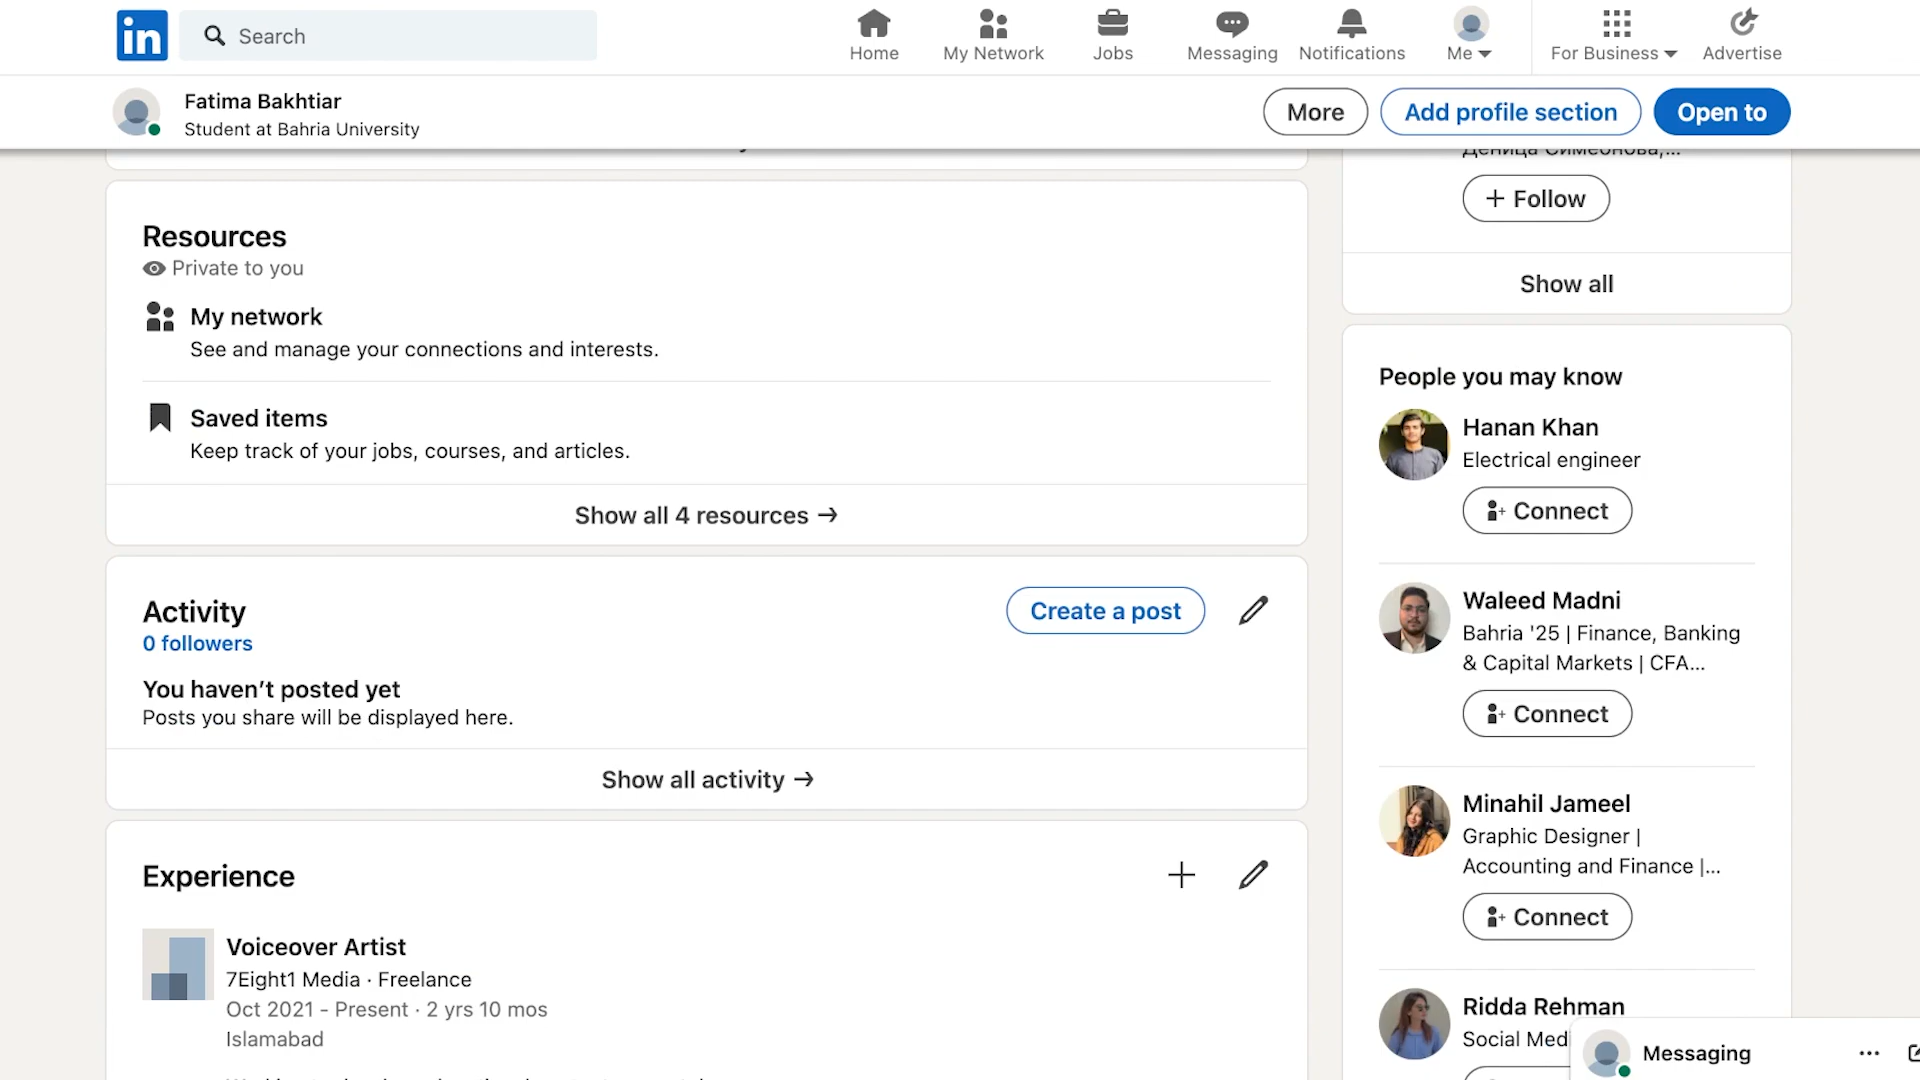 in
Search
Home
My Network
Jobs
Messaging
Notifications
Me
For Business
Advertise
Fatima Bakhtiar
Student at Bahria University
More
Add profile section
Open to
Деница Симеонова,...
+ Follow
Show all
Resources
Private to you
My network
See and manage your connections and interests.
Saved items
Keep track of your jobs, courses, and articles.
Show all 4 resources →
Activity
0 followers
Create a post
You haven’t posted yet
Posts you share will be displayed here.
Show all activity →
Experience
Voiceover Artist
7Eight1 Media · Freelance
Oct 2021 - Present · 2 yrs 10 mos
Islamabad
People you may know
Hanan Khan
Electrical engineer
Connect
Waleed Madni
Bahria '25 | Finance, Banking
& Capital Markets | CFA...
Connect
Minahil Jameel
Graphic Designer |
Accounting and Finance |...
Connect
Ridda Rehman
Social Medi
Messaging